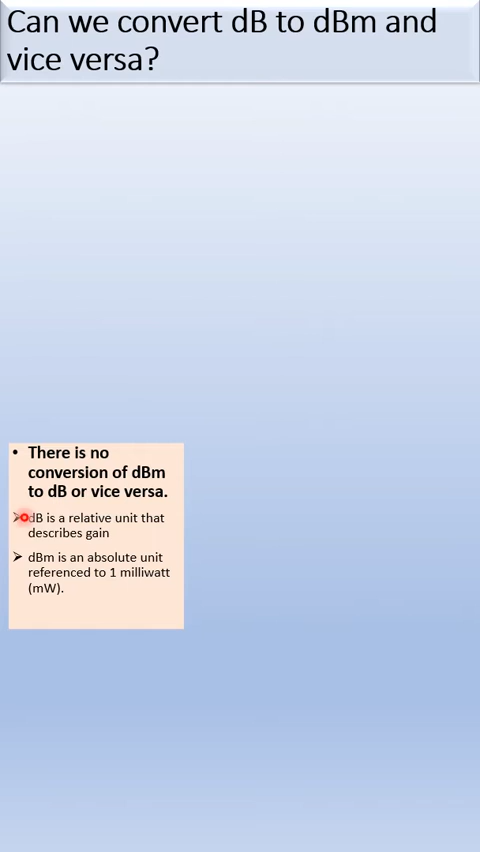 Can we convert dB to dBm and
vice versa?
• There is no
conversion of dBm
to dB or vice versa.
➢ dB is a relative unit that
describes gain
➢ dBm is an absolute unit
referenced to 1 milliwatt
(mW).